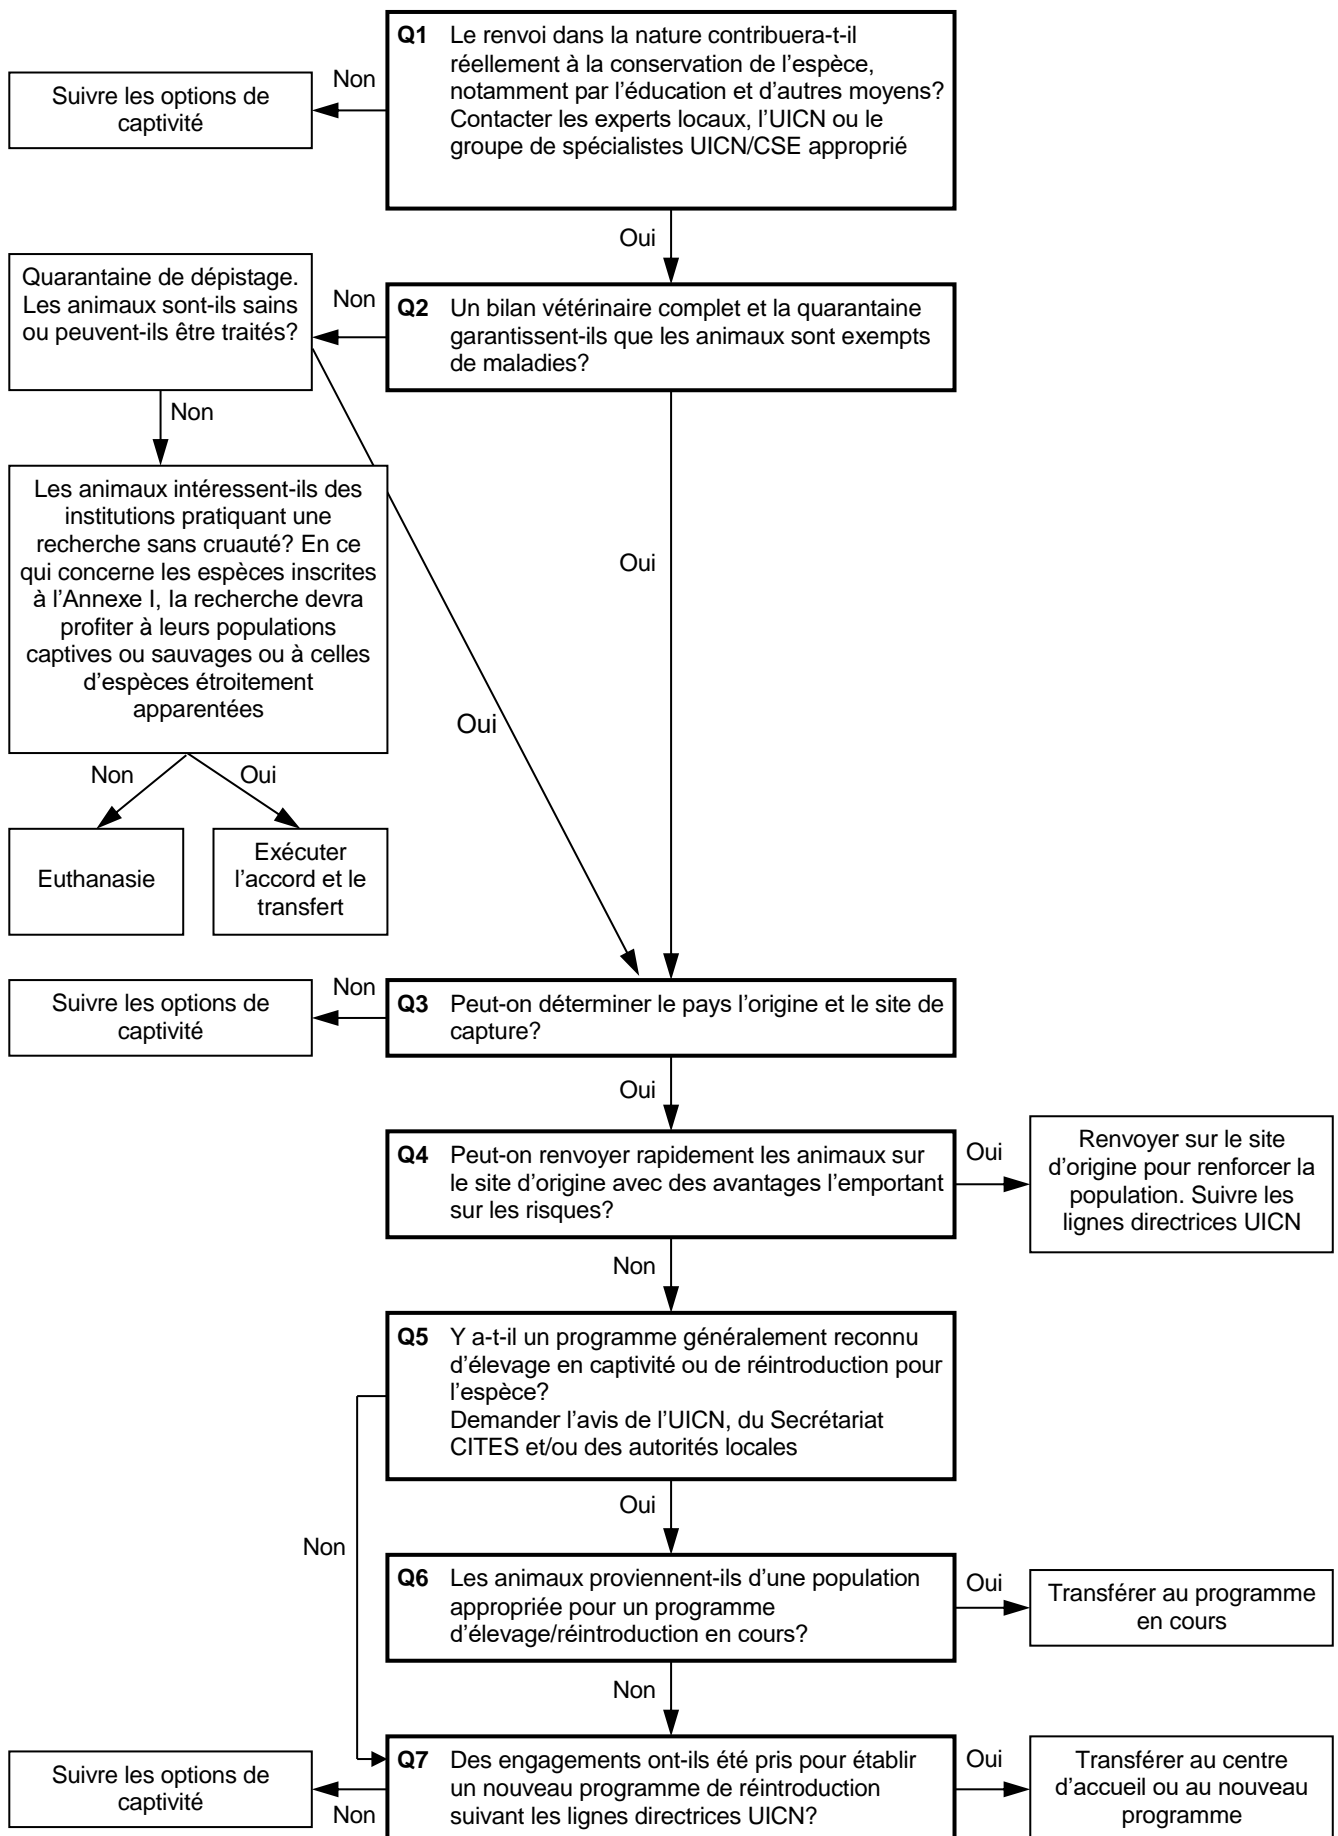 Q1 Le renvoi dans la nature contribuera-t-il
réellement à la conservation de l'espèce,
notamment par l'éducation et d'autres moyens?
Contacter les experts locaux, l'UICN ou le
groupe de spécialistes UICN/CSE approprié
Non
Suivre les options de
captivité
Oui
Quarantaine de dépistage.
Les animaux sont-ils sains
ou peuvent-ils être traités?
Non
Q2 Un bilan vétérinaire complet et la quarantaine
garantissent-ils que les animaux sont exempts
de maladies?
Non
Les animaux intéressent-ils des
institutions pratiquant une
recherche sans cruauté? En ce
qui concerne les espèces inscrites
à l'Annexe I, la recherche devra
profiter à leurs populations
captives ou sauvages ou à celles
d'espèces étroitement
apparentées
Oui
Oui
Non
Oui
Euthanasie
Exécuter
l'accord et le
transfert
Suivre les options de
captivité
Non
Q3 Peut-on déterminer le pays l'origine et le site de
capture?
Oui
Q4 Peut-on renvoyer rapidement les animaux sur
le site d'origine avec des avantages l'emportant
sur les risques?
Oui
Renvoyer sur le site
d'origine pour renforcer la
population. Suivre les
lignes directrices UICN
Non
Q5 Y a-t-il un programme généralement reconnu
d'élevage en captivité ou de réintroduction pour
l'espèce?
Demander l'avis de l'UICN, du Secrétariat
CITES et/ou des autorités locales
Oui
Non
Q6 Les animaux proviennent-ils d'une population
appropriée pour un programme
d'élevage/réintroduction en cours?
Oui
Transférer au programme
en cours
Non
Suivre les options de
captivité
Non
Q7 Des engagements ont-ils été pris pour établir
un nouveau programme de réintroduction
suivant les lignes directrices UICN?
Oui
Transférer au centre
d'accueil ou au nouveau
programme